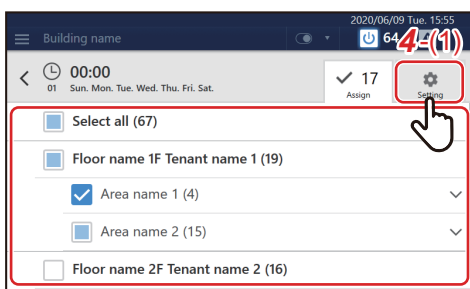 2020/06/09 Tue. 15:55
Building name
64
4-(1)
00:00
01 Sun. Mon. Tue. Wed. Thu. Fri. Sat.
17
Assign
Setting
Select all (67)
Floor name 1F Tenant name 1 (19)
Area name 1 (4)
Area name 2 (15)
Floor name 2F Tenant name 2 (16)